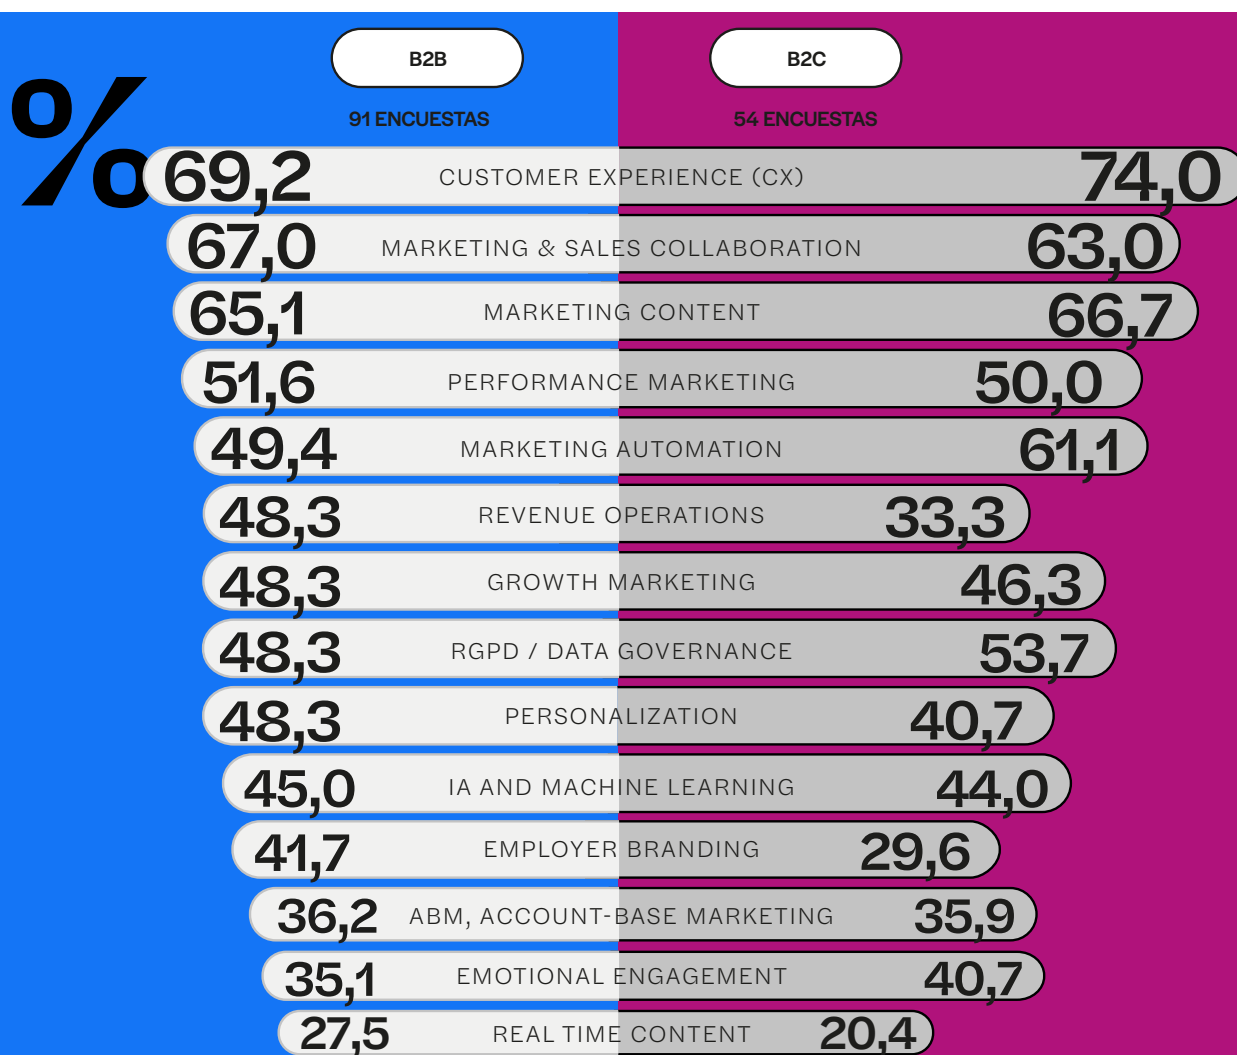 %
B2B B2C
91 ENCUESTAS 54 ENCUESTAS
69,2 CUSTOMER EXPERIENCE (CX) 74,0
67,0 MARKETING & SALES COLLABORATION 63,0
65,1 MARKETING CONTENT 66,7
51,6 PERFORMANCE MARKETING 50,0
49,4 MARKETING AUTOMATION 61,1
48,3 REVENUE OPERATIONS 33,3
48,3 GROWTH MARKETING 46,3
48,3 RGPD / DATA GOVERNANCE 53,7
48,3 PERSONALIZATION 40,7
45,0 IA AND MACHINE LEARNING 44,0
41,7 EMPLOYER BRANDING 29,6
36,2 ABM, ACCOUNT-BASE MARKETING 35,9
35,1 EMOTIONAL ENGAGEMENT 40,7
27,5 REAL TIME CONTENT 20,4